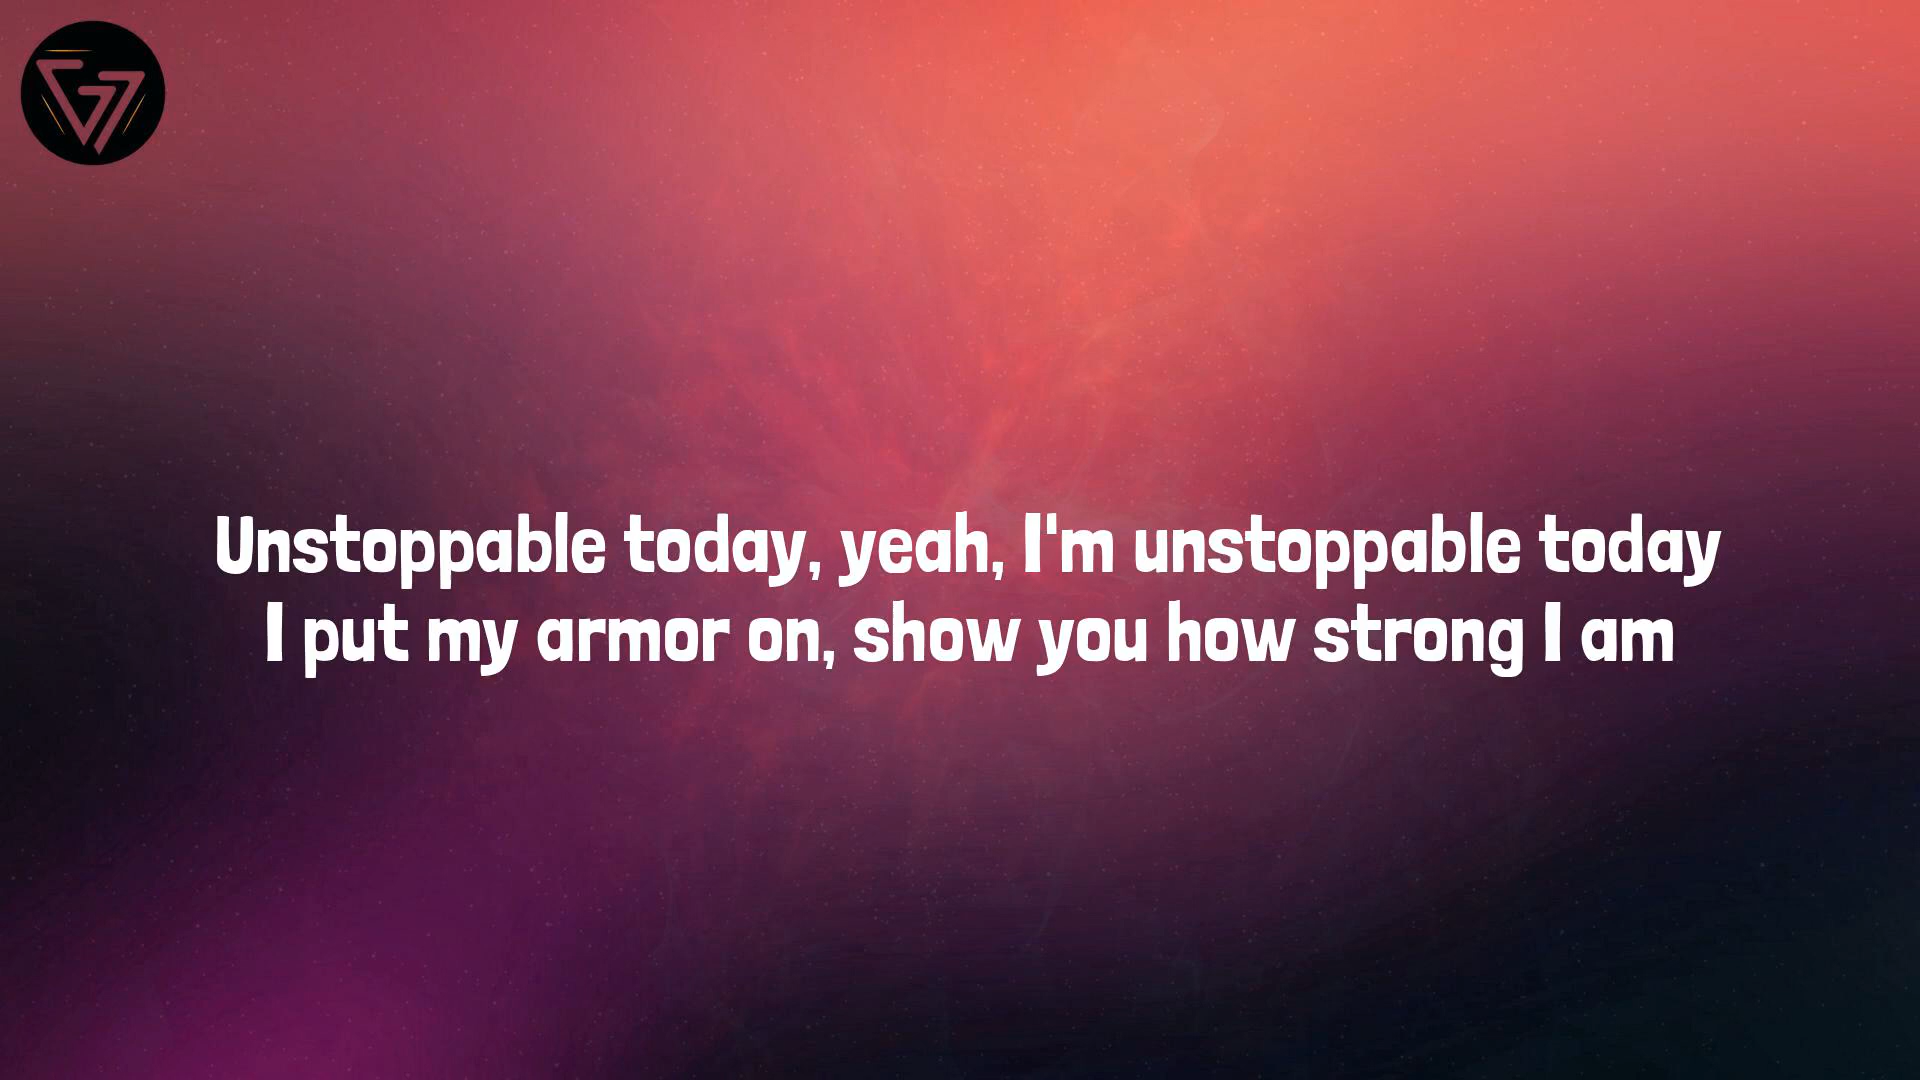 Unstoppable today, yeah, I'm unstoppable today
I put my armor on, show you how strong I am